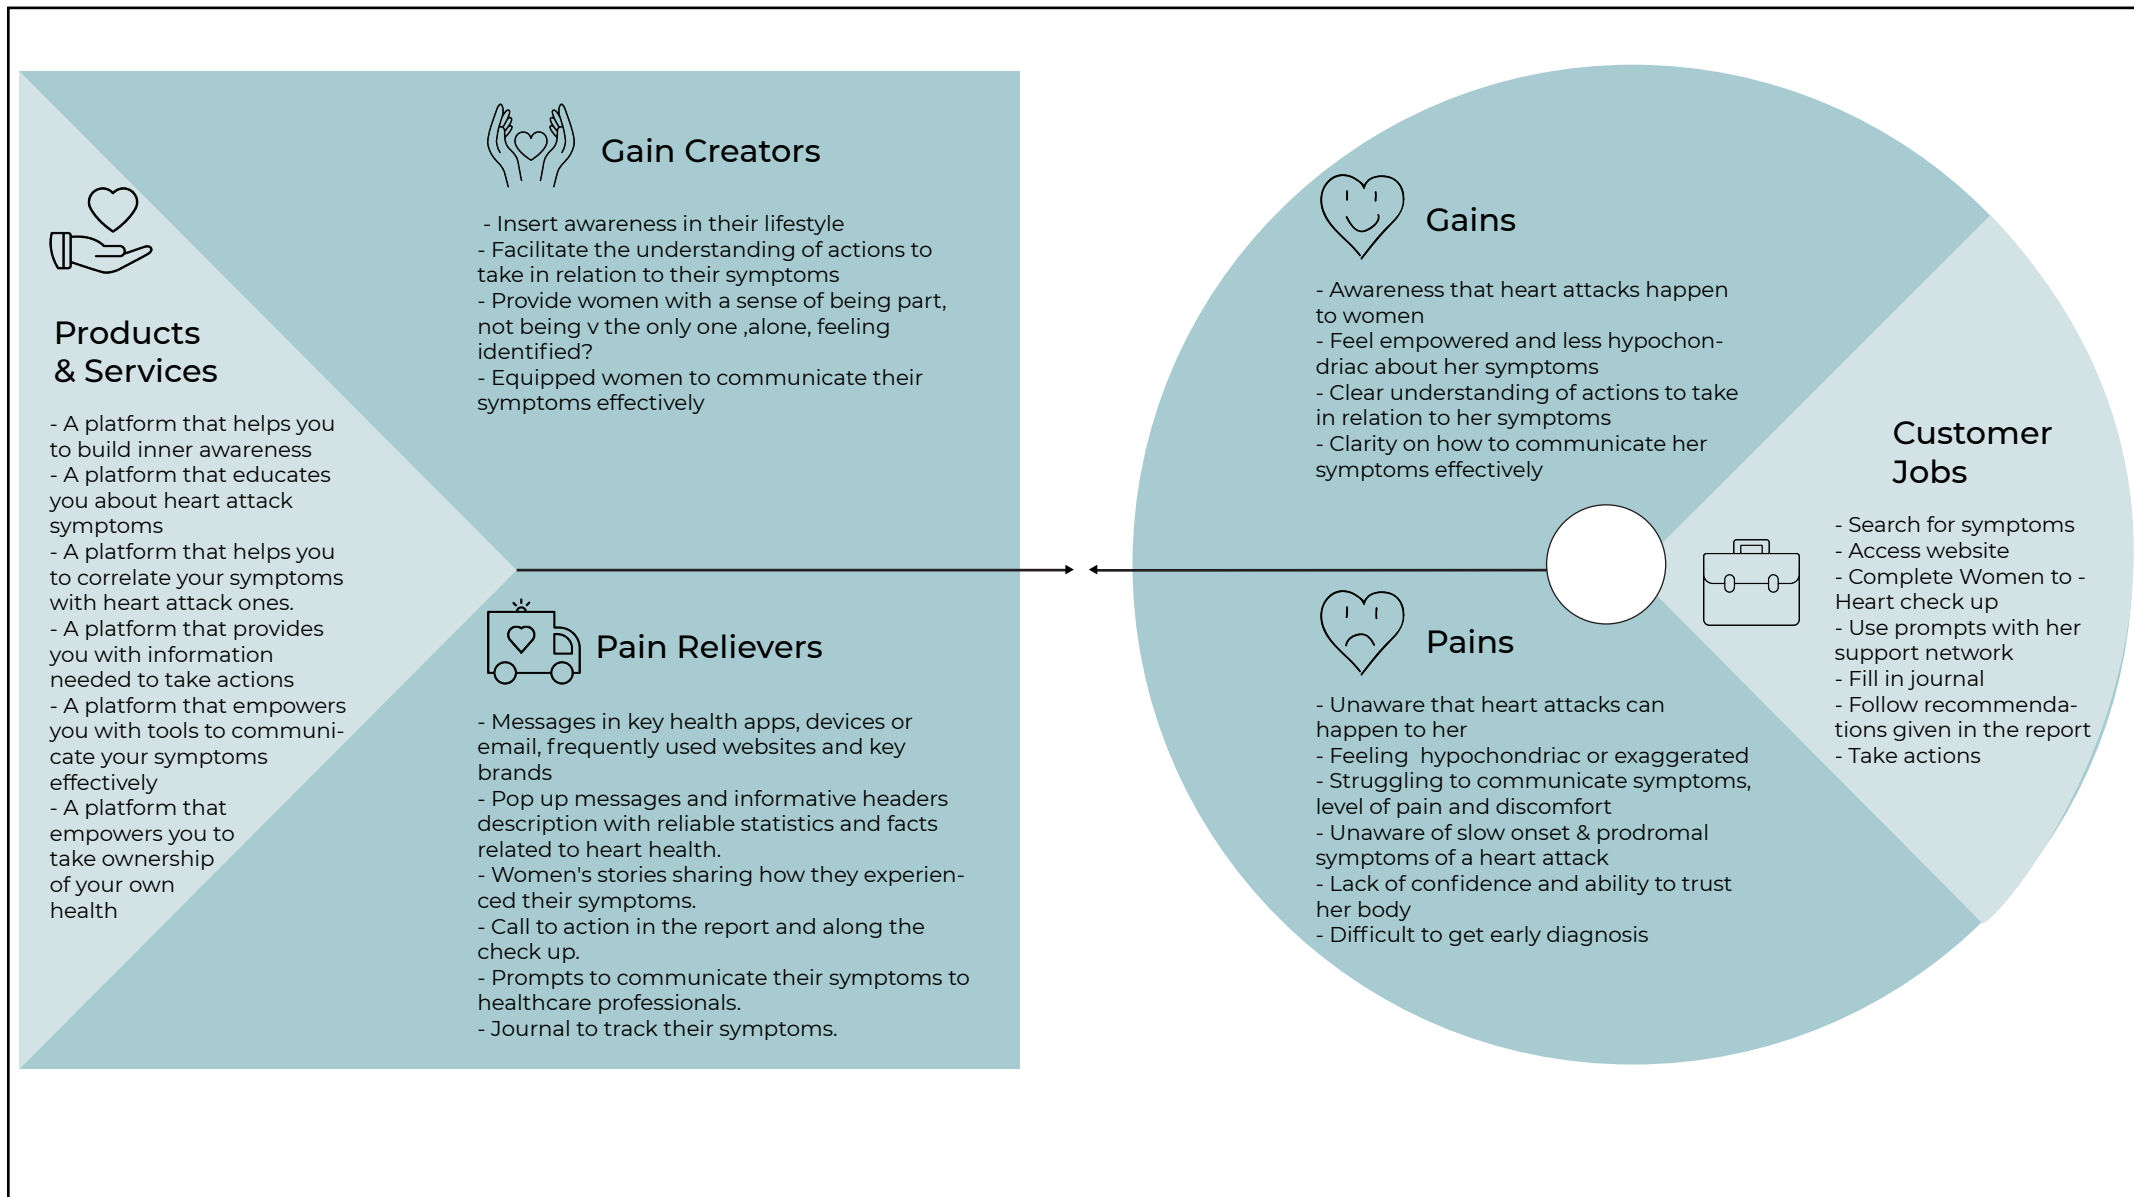 Products
& Services
- A platform that helps you
to build inner awareness
- A platform that educates
you about heart attack
symptoms
- A platform that helps you
to correlate your symptoms
with heart attack ones.
- A platform that provides
you with information
needed to take actions
- A platform that empowers
you with tools to communi-
cate your symptoms
effectively
- A platform that
empowers you to
take ownership
of your own
health
Gain Creators
- Insert awareness in their lifestyle
- Facilitate the understanding of actions to
take in relation to their symptoms
- Provide women with a sense of being part,
not being v the only one ,alone, feeling
identified?
- Equipped women to communicate their
symptoms effectively
Pain Relievers
- Messages in key health apps, devices or
email, frequently used websites and key
brands
- Pop up messages and informative headers
description with reliable statistics and facts
related to heart health.
- Women's stories sharing how they experien-
ced their symptoms.
- Call to action in the report and along the
check up.
- Prompts to communicate their symptoms to
healthcare professionals.
- Journal to track their symptoms.
Gains
- Awareness that heart attacks happen
to women
- Feel empowered and less hypochon-
driac about her symptoms
- Clear understanding of actions to take
in relation to her symptoms
- Clarity on how to communicate her
symptoms effectively
Pains
- Unaware that heart attacks can
happen to her
- Feeling  hypochondriac or exaggerated
- Struggling to communicate symptoms,
level of pain and discomfort
- Unaware of slow onset & prodromal
symptoms of a heart attack
- Lack of confidence and ability to trust
her body
- Difficult to get early diagnosis
Customer
Jobs
- Search for symptoms
- Access website
- Complete Women to -
Heart check up
- Use prompts with her
support network
- Fill in journal
- Follow recommenda-
tions given in the report
- Take actions